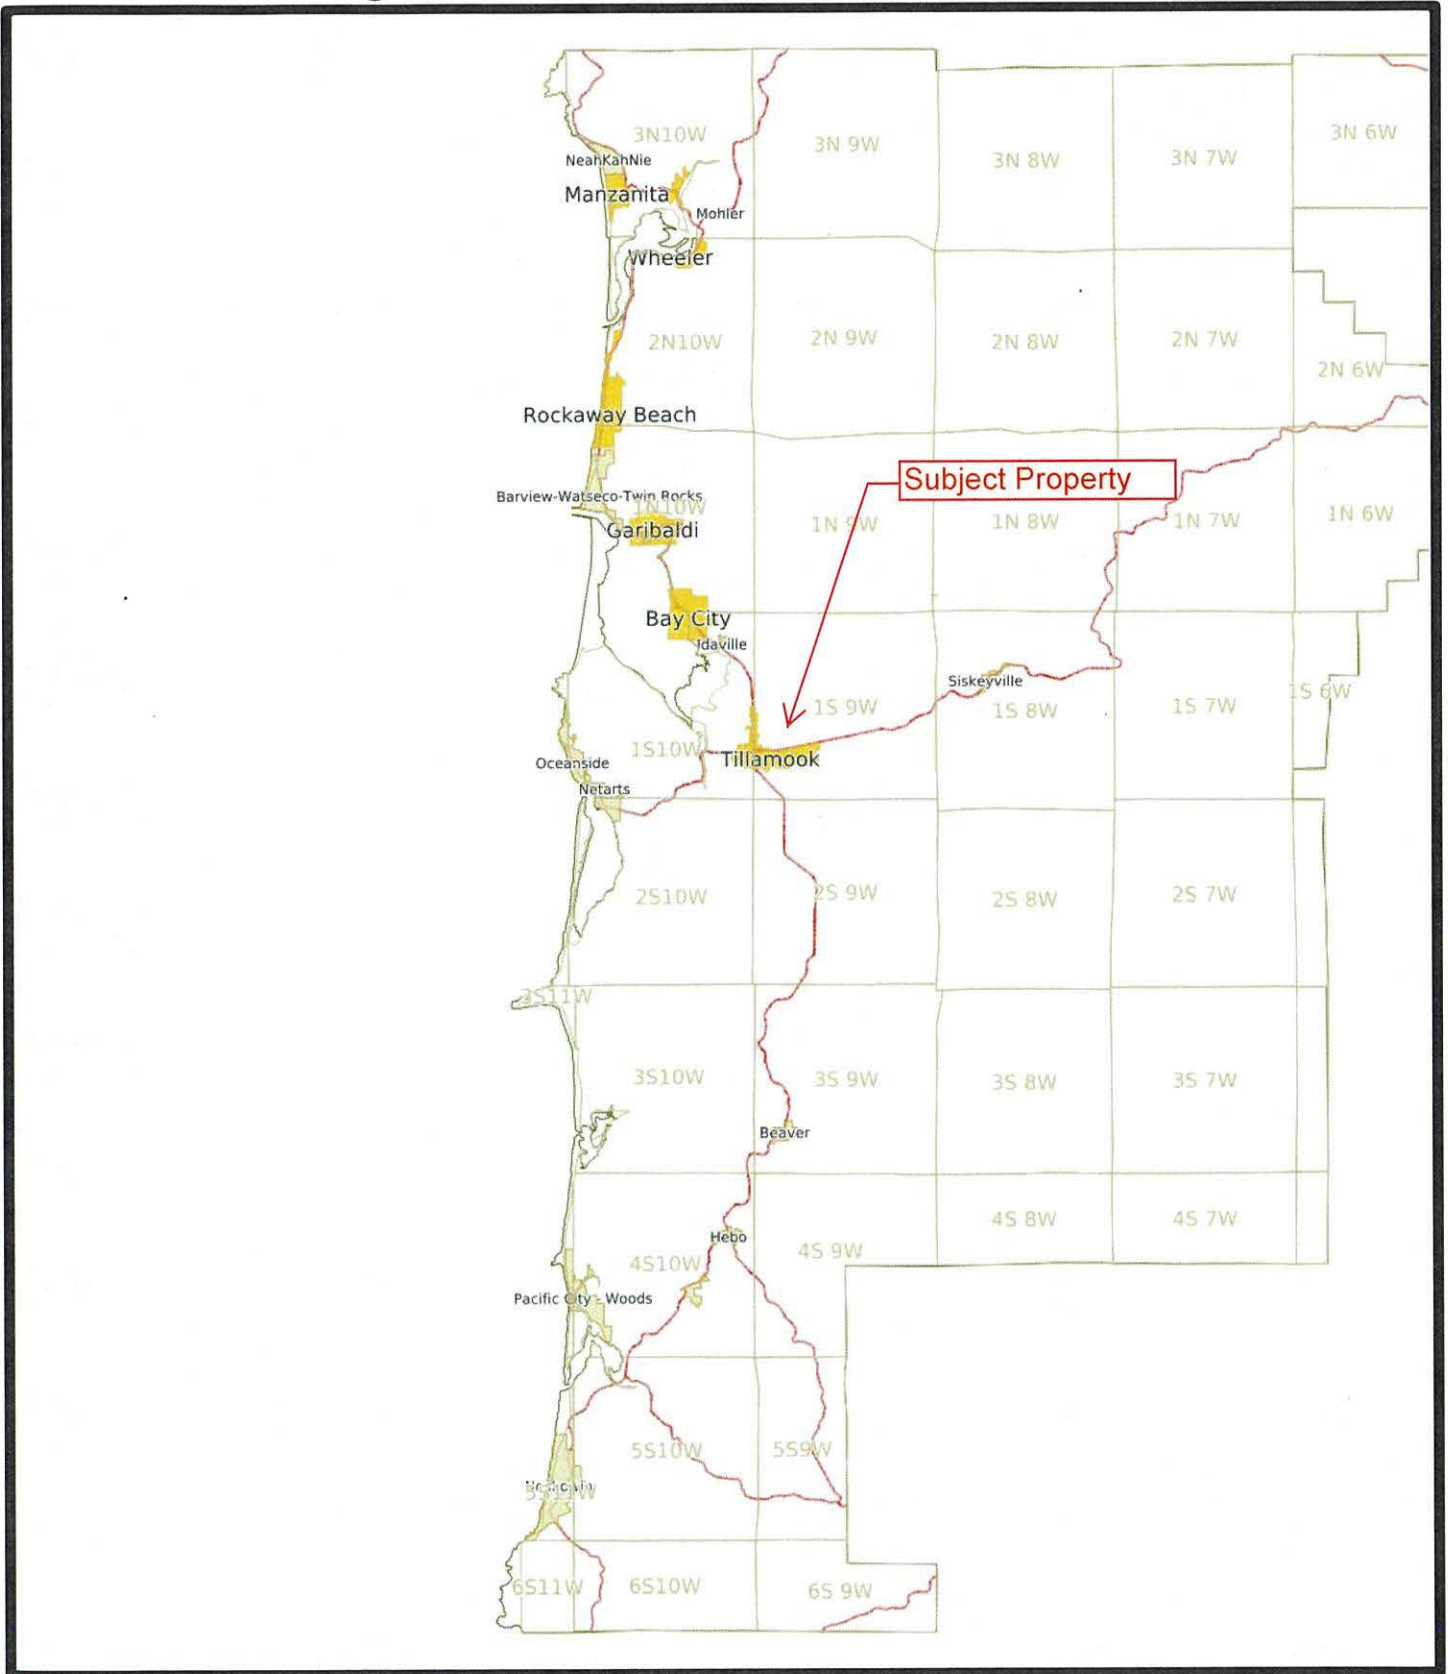 3N10W
3N 9W
3N 8W
3N 7W
3N 6W
NeahKahNie
Manzanita
Mohler
Wheeler
2N10W
2N 9W
2N 8W
2N 7W
2N 6W
Rockaway Beach
Subject Property
Barview-Watseco-Twin Rocks
1N10W
1N 9W
1N 8W
1N 7W
1N 6W
Garibaldi
Bay City
Idaville
Siskeyville
1S 9W
1S 8W
1S 7W
1S 6W
1S10W
Tillamook
Oceanside
Netarts
2S10W
2S 9W
2S 8W
2S 7W
3S11W
3S10W
3S 9W
3S 8W
3S 7W
Beaver
4S 8W
4S 7W
Hebo
4S10W
4S 9W
Pacific City - Woods
5S10W
5S9W
5S11W
6S11W
6S10W
6S 9W